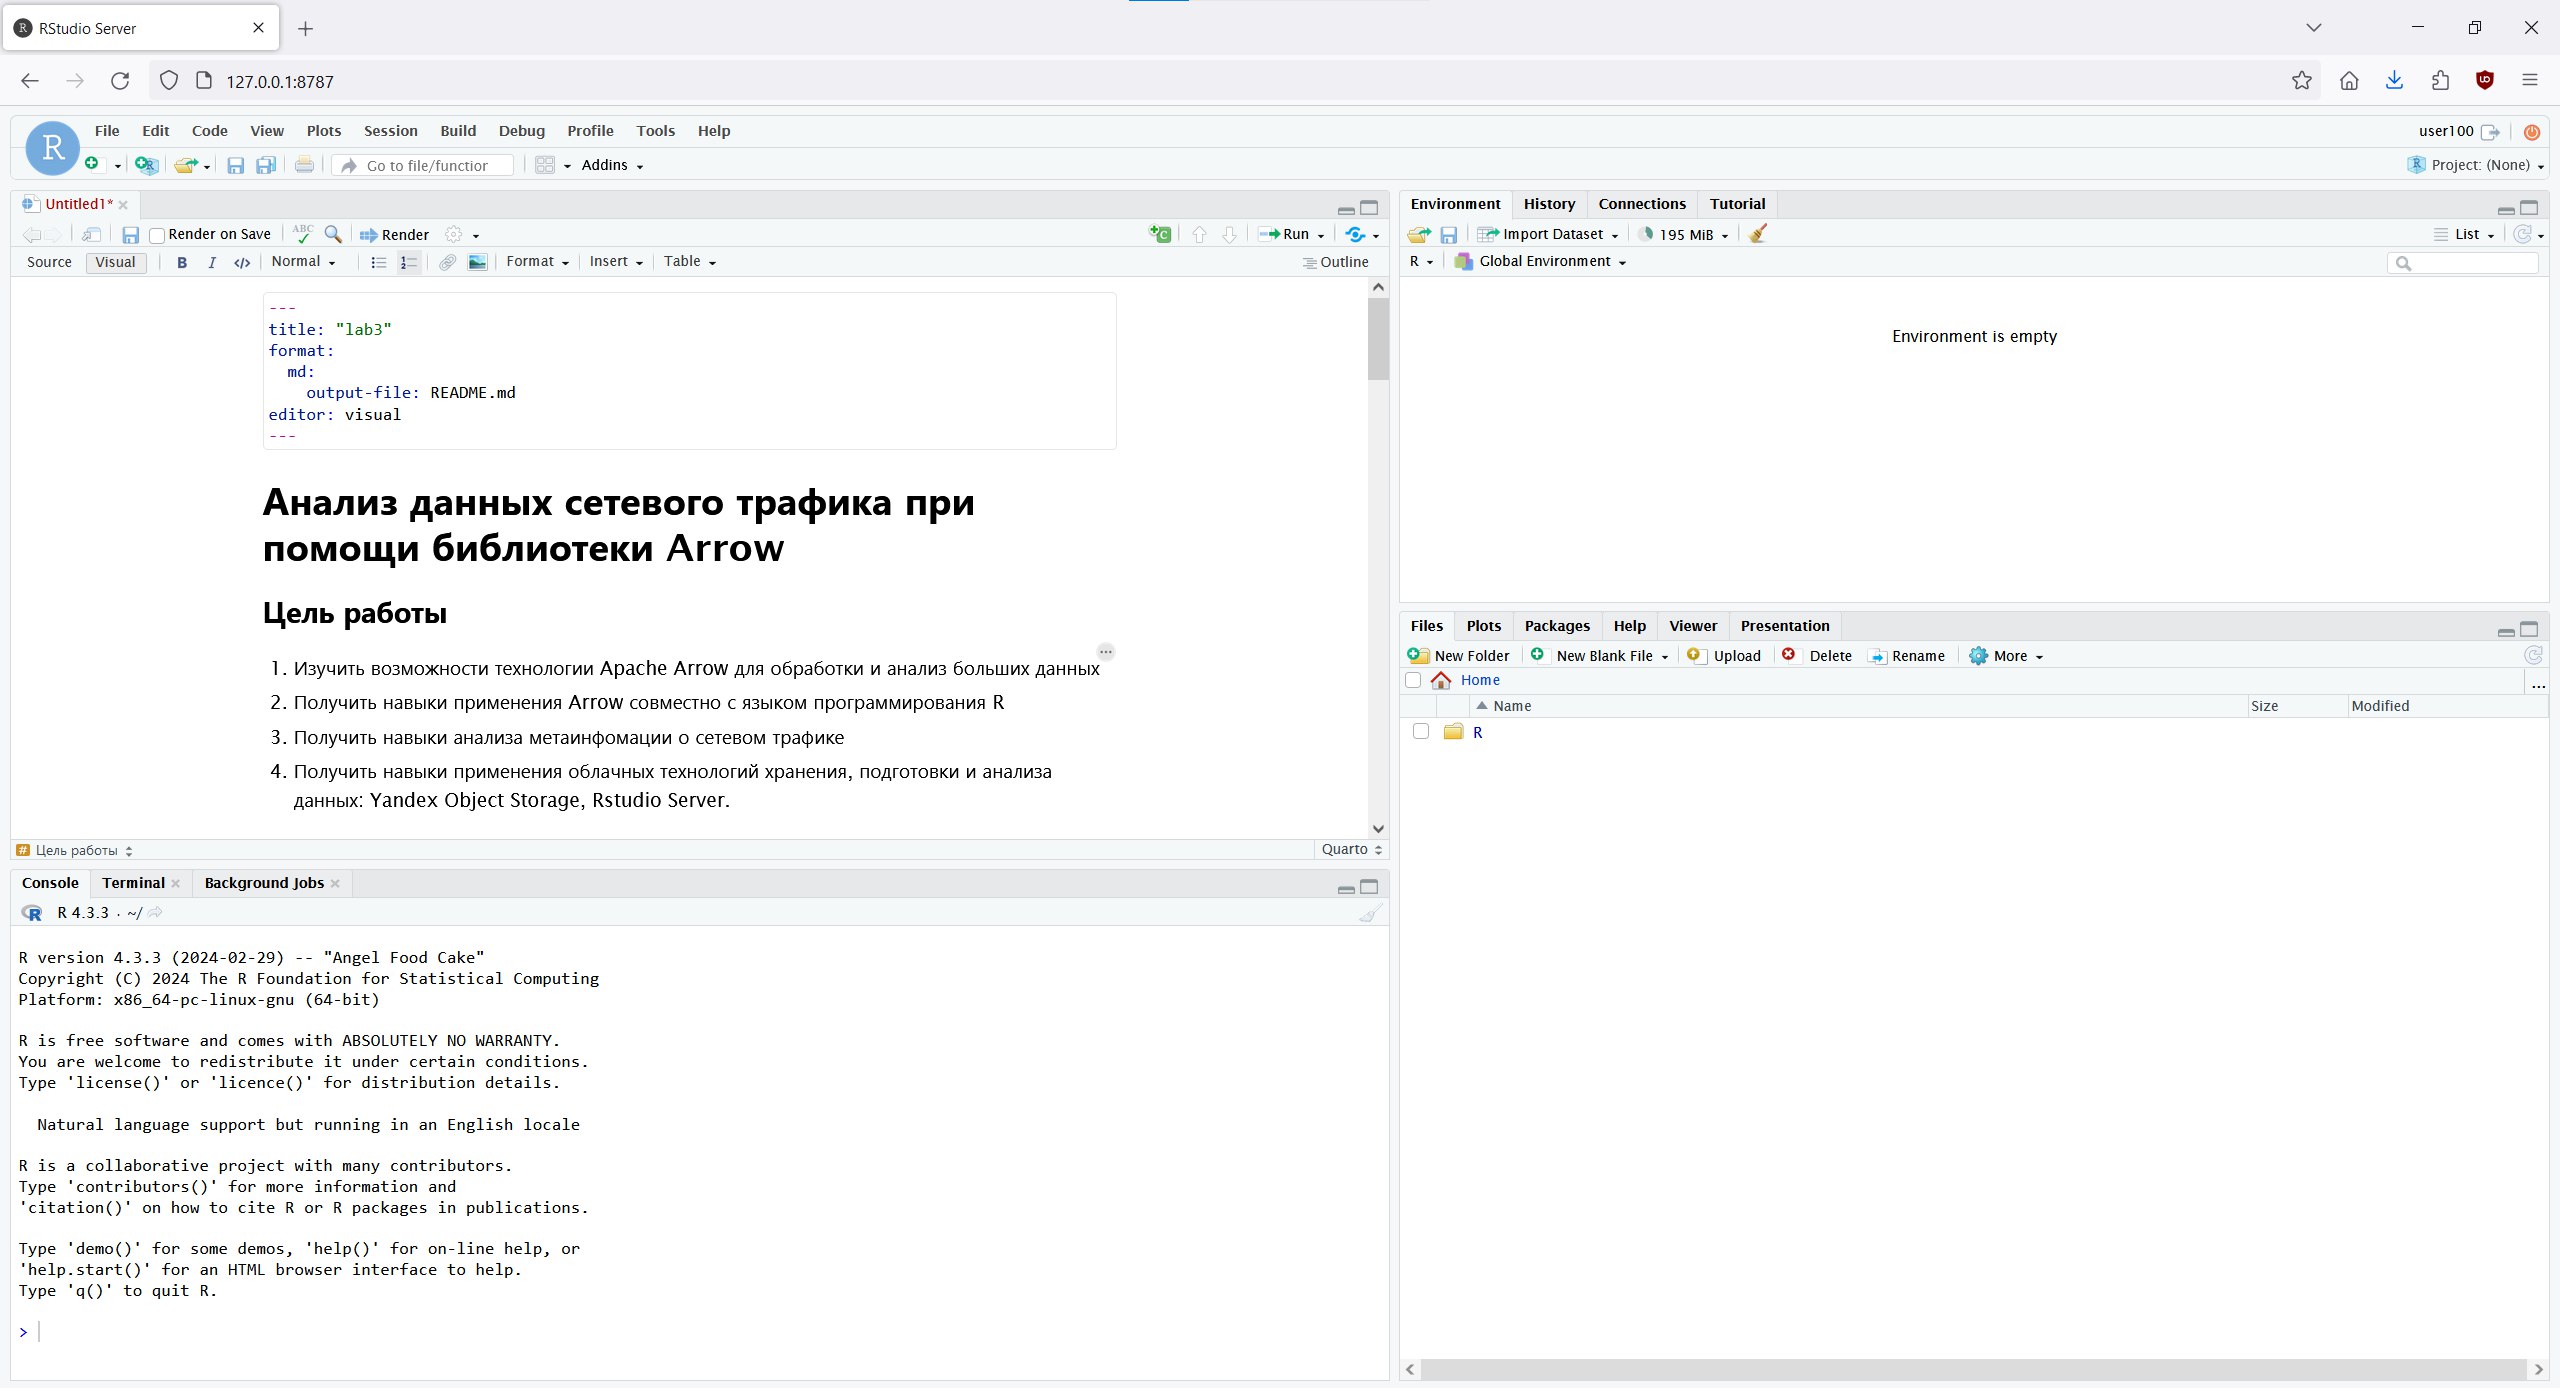 RStudio Server
127.0.0.1:8787
File Edit Code View Plots Session Build Debug Profile Tools Help
user100
Go to file/function
Addins
Project: (None)
Untitled1*
Render on Save
ABC
Render
Run
Source Visual B I </> Normal Format Insert Table Outline
---
title: "lab3"
format:
md:
output-file: README.md
editor: visual
---
Анализ данных сетевого трафика при
помощи библиотеки Arrow
Цель работы
1. Изучить возможности технологии Apache Arrow для обработки и анализ больших данных
2. Получить навыки применения Arrow совместно с языком программирования R
3. Получить навыки анализа метаинфомации о сетевом трафике
4. Получить навыки применения облачных технологий хранения, подготовки и анализа
данных: Yandex Object Storage, Rstudio Server.
# Цель работы
Quarto
Console Terminal Background Jobs
R 4.3.3 · ~/
R version 4.3.3 (2024-02-29) -- "Angel Food Cake"
Copyright (C) 2024 The R Foundation for Statistical Computing
Platform: x86_64-pc-linux-gnu (64-bit)
R is free software and comes with ABSOLUTELY NO WARRANTY.
You are welcome to redistribute it under certain conditions.
Type 'license()' or 'licence()' for distribution details.
Natural language support but running in an English locale
R is a collaborative project with many contributors.
Type 'contributors()' for more information and
'citation()' on how to cite R or R packages in publications.
Type 'demo()' for some demos, 'help()' for on-line help, or
'help.start()' for an HTML browser interface to help.
Type 'q()' to quit R.
>
Environment History Connections Tutorial
Import Dataset 195 MiB List
R Global Environment
Environment is empty
Files Plots Packages Help Viewer Presentation
New Folder New Blank File Upload Delete Rename More
Home ...
Name Size Modified
R